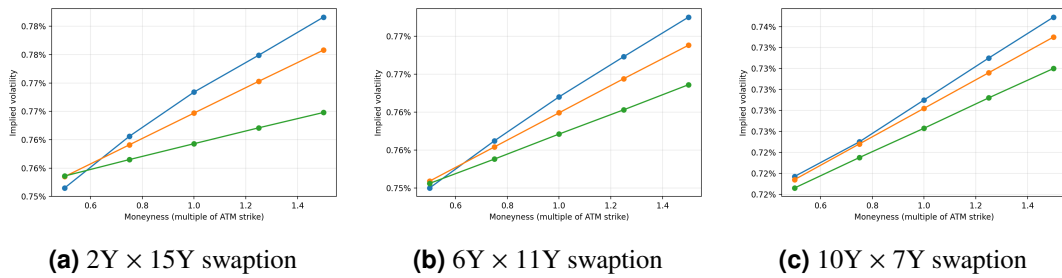 0.78%
0.78%
0.77%
0.77%
0.76%
0.76%
0.75%
Implied volatility
0.6 0.8 1.0 1.2 1.4
Moneyness (multiple of ATM strike)
(a) 2Y × 15Y swaption
0.77%
0.77%
0.76%
0.76%
0.75%
Implied volatility
0.6 0.8 1.0 1.2 1.4
Moneyness (multiple of ATM strike)
(b) 6Y × 11Y swaption
0.74%
0.73%
0.73%
0.73%
0.73%
0.72%
0.72%
0.72%
Implied volatility
0.6 0.8 1.0 1.2 1.4
Moneyness (multiple of ATM strike)
(c) 10Y × 7Y swaption